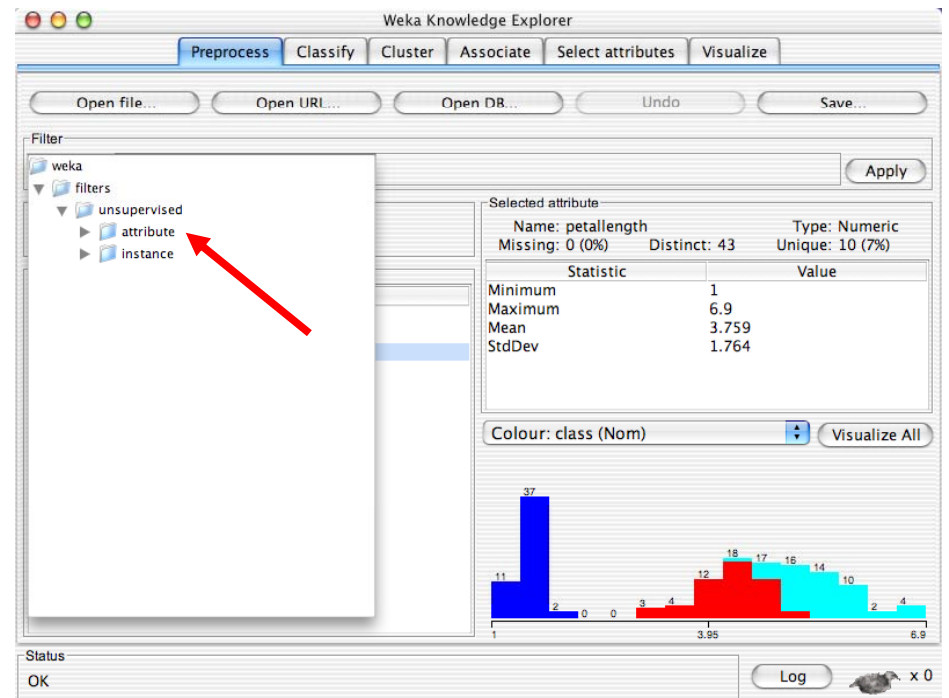 Weka Knowledge Explorer
Preprocess Classify Cluster Associate Select attributes Visualize
Open file... Open URL... Open DB... Undo Save...
Filter
weka
filters
unsupervised
attribute
instance
Apply
Selected attribute
Name: petallength Type: Numeric
Missing: 0 (0%) Distinct: 43 Unique: 10 (7%)
Statistic Value
Minimum 1
Maximum 6.9
Mean 3.759
StdDev 1.764
Colour: class (Nom) Visualize All
37
18 17 16 14
11 12 10
2 0 0 3 4 2 4
1 3.95 6.9
Status
OK Log x 0